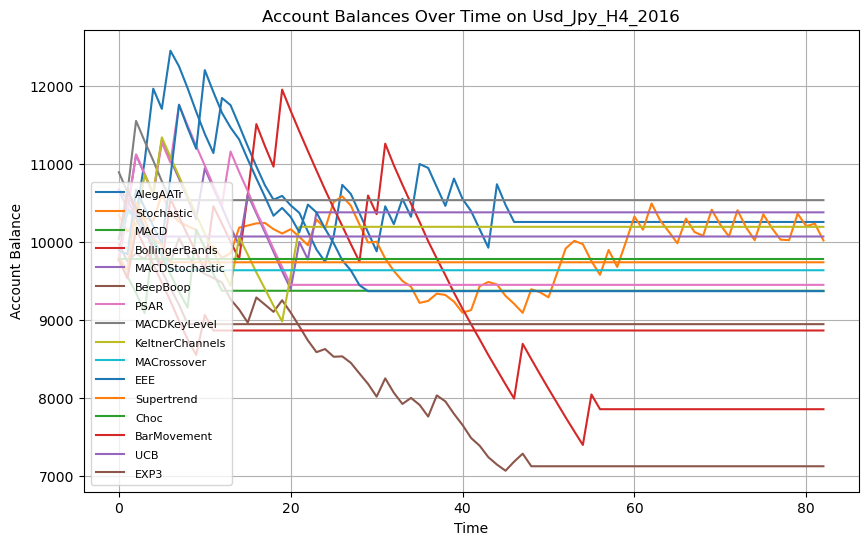 Account Balances Over Time on Usd_Jpy_H4_2016
Account Balance
12000
11000
10000
9000
8000
7000
AlegAATr
Stochastic
MACD
BollingerBands
MACDStochastic
BeepBoop
PSAR
MACDKeyLevel
KeltnerChannels
MACrossover
EEE
Supertrend
Choc
BarMovement
UCB
EXP3
0
20
40
60
80
Time